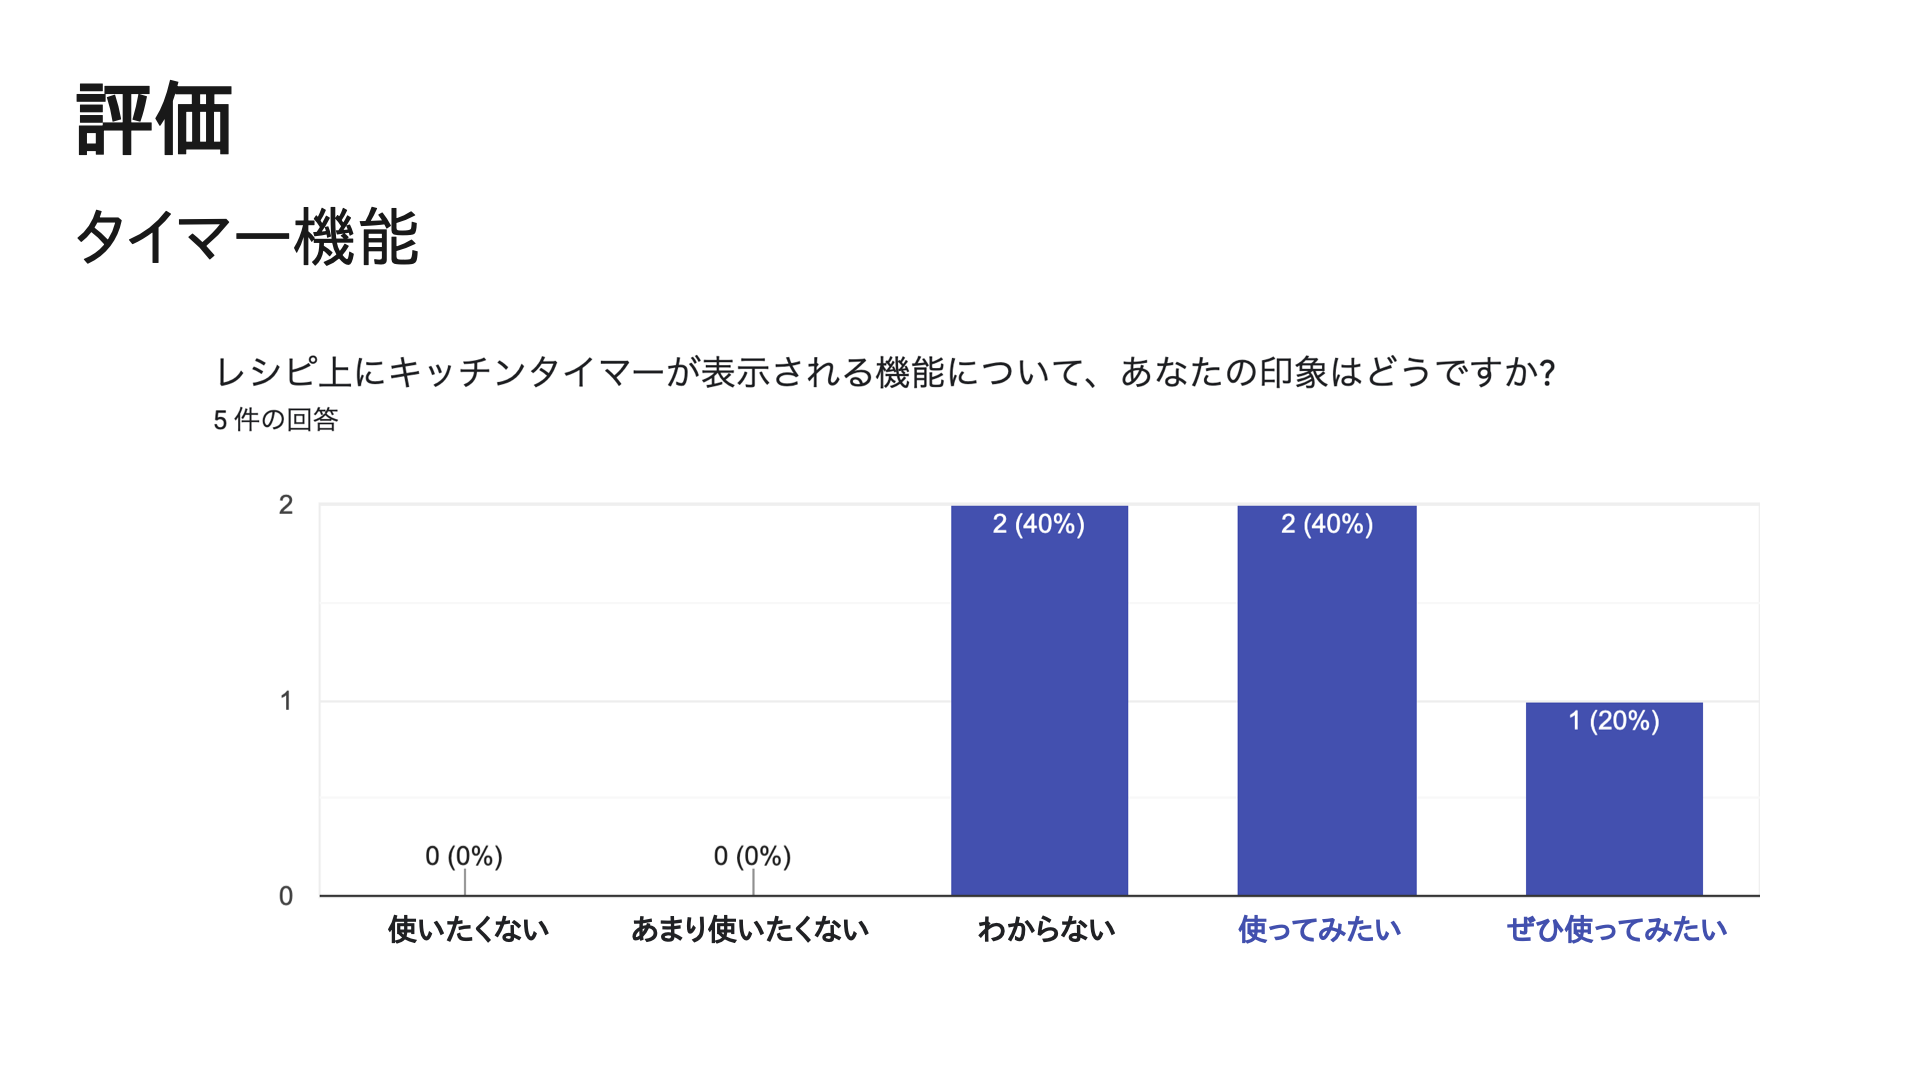 評価
タイマー機能
レシピ上にキッチンタイマーが表示される機能について、あなたの印象はどうですか?
5 件の回答
2
2 (40%)
2 (40%)
1
1 (20%)
0 (0%)
0 (0%)
0
使いたくない
あまり使いたくない
わからない
使ってみたい
ぜひ使ってみたい